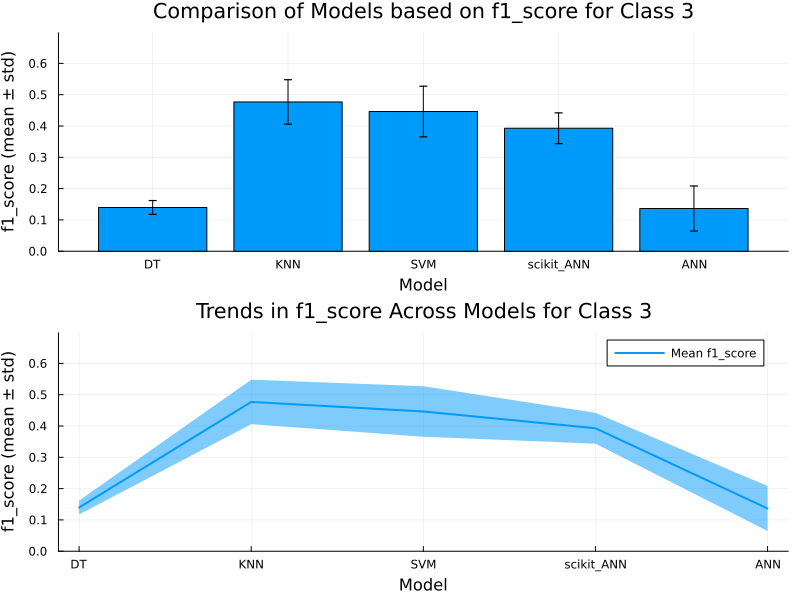 Comparison of Models based on f1_score for Class 3
f1_score (mean ± std)
0.6
0.5
0.4
0.3
0.2
0.1
0.0
DT KNN SVM scikit_ANN ANN
Model
Trends in f1_score Across Models for Class 3
f1_score (mean ± std)
Mean f1_score
0.6
0.5
0.4
0.3
0.2
0.1
0.0
DT KNN SVM scikit_ANN ANN
Model